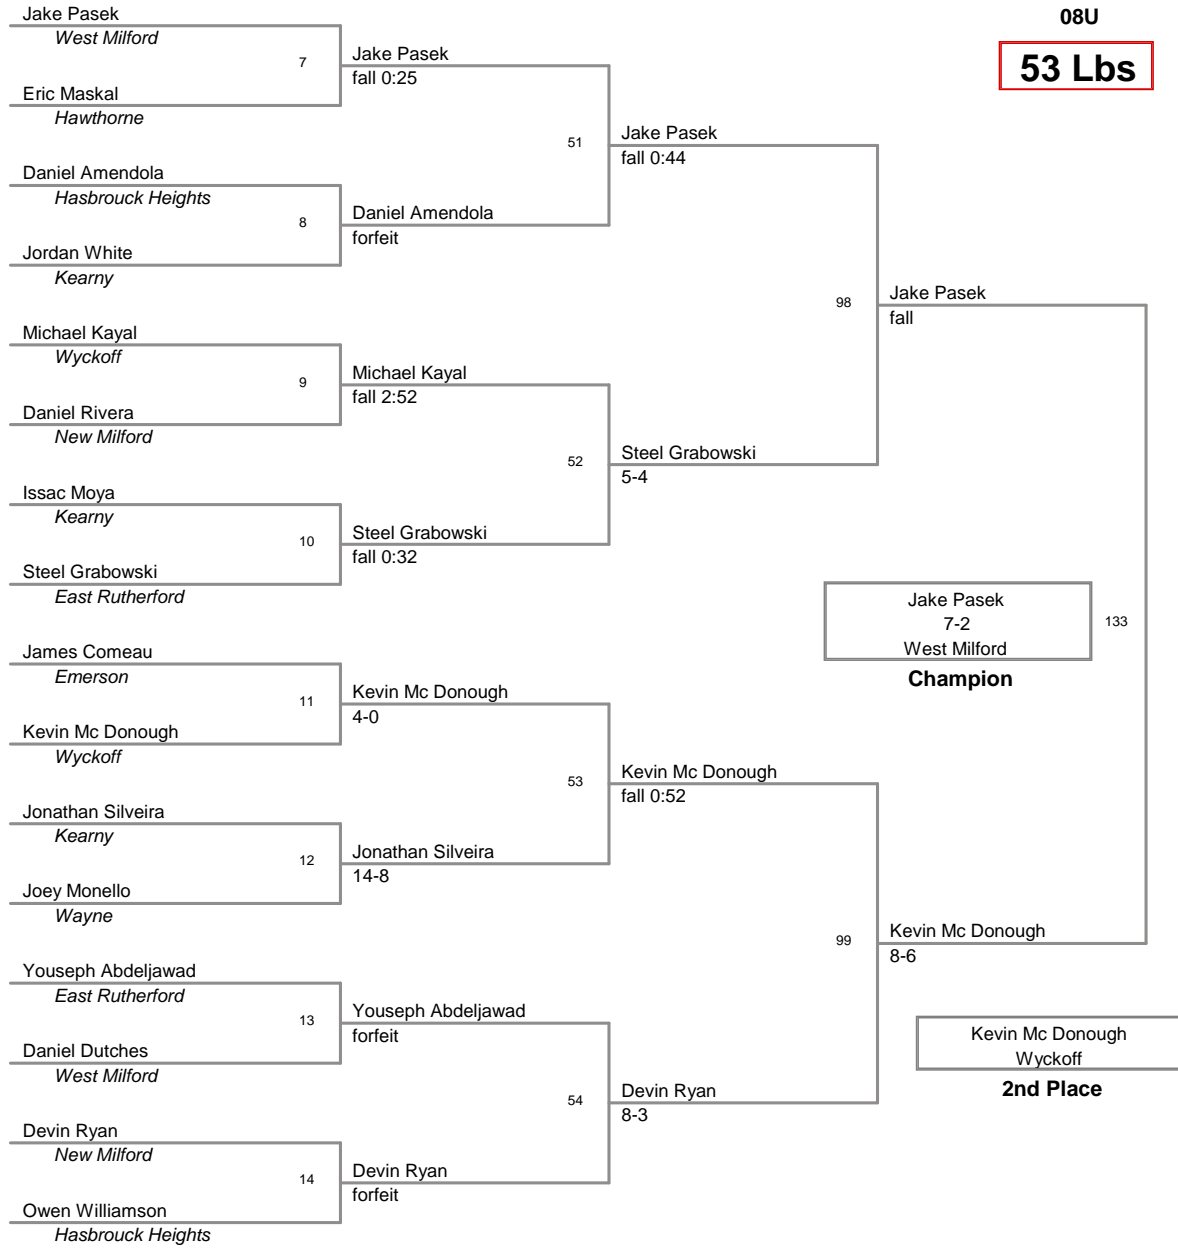 08U
53 Lbs
Jake Pasek
West Milford
7
Eric Maskal
Hawthorne
Jake Pasek
fall 0:25
Daniel Amendola
Hasbrouck Heights
8
Jordan White
Kearny
Daniel Amendola
forfeit
51
Jake Pasek
fall 0:44
Michael Kayal
Wyckoff
9
Daniel Rivera
New Milford
Michael Kayal
fall 2:52
Issac Moya
Kearny
10
Steel Grabowski
East Rutherford
Steel Grabowski
fall 0:32
52
Steel Grabowski
5-4
98
Jake Pasek
fall
James Comeau
Emerson
11
Kevin Mc Donough
Wyckoff
Kevin Mc Donough
4-0
Jonathan Silveira
Kearny
12
Joey Monello
Wayne
Jonathan Silveira
14-8
53
Kevin Mc Donough
fall 0:52
Youseph Abdeljawad
East Rutherford
13
Daniel Dutches
West Milford
Youseph Abdeljawad
forfeit
Devin Ryan
New Milford
14
Owen Williamson
Hasbrouck Heights
Devin Ryan
forfeit
54
Devin Ryan
8-3
99
Kevin Mc Donough
8-6
133
Jake Pasek
7-2
West Milford
Champion
Kevin Mc Donough
Wyckoff
2nd Place